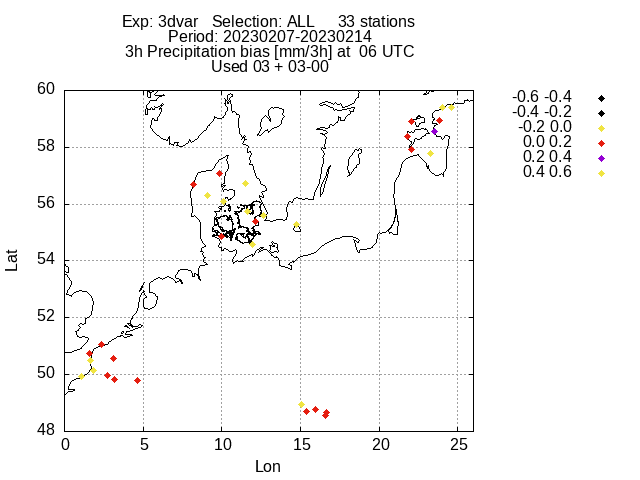 Exp: 3dvar   Selection: ALL     33 stations
Period: 20230207-20230214
3h Precipitation bias [mm/3h] at  06 UTC
Used 03 + 03-00
60
58
56
54
52
50
48
Lat
0 5 10 15 20 25
Lon
-0.6 -0.4
-0.4 -0.2
-0.2 0.0
0.0 0.2
0.2 0.4
0.4 0.6